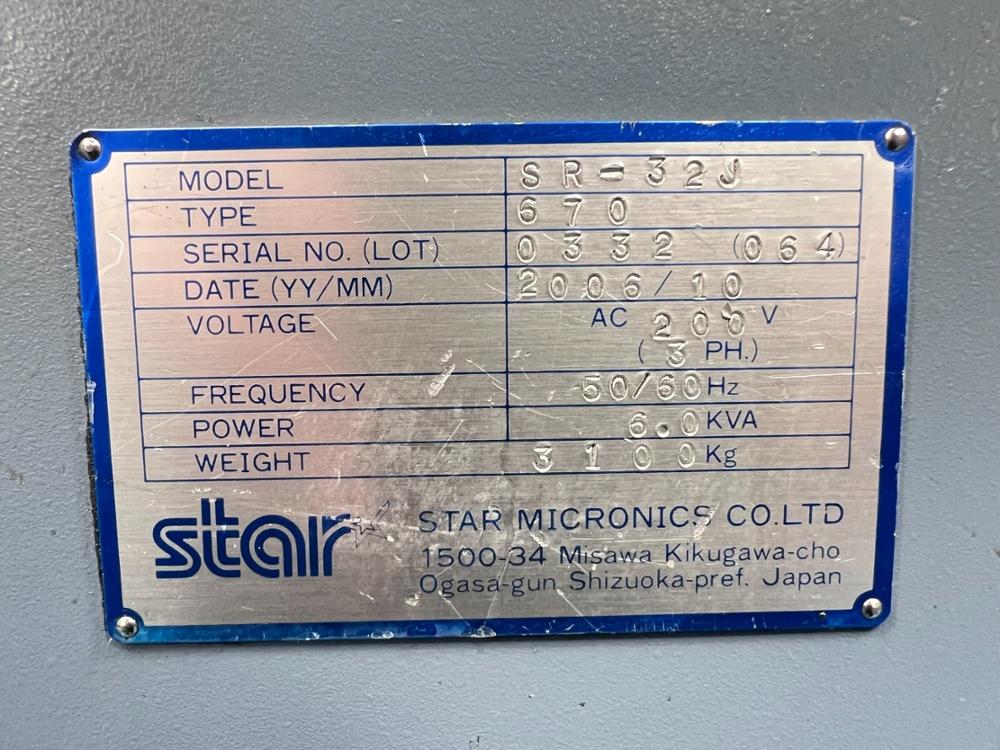 MODEL SR-32J
TYPE 670
SERIAL NO. (LOT) 0332 (064)
DATE (YY/MM) 2006/10
VOLTAGE AC 200 V
(3 PH.)
FREQUENCY 50/60 Hz
POWER 6.0 KVA
WEIGHT 3100 Kg
star STAR MICRONICS CO.LTD
1500-34 Misawa Kikugawa-cho
Ogasa-gun Shizuoka-pref. Japan